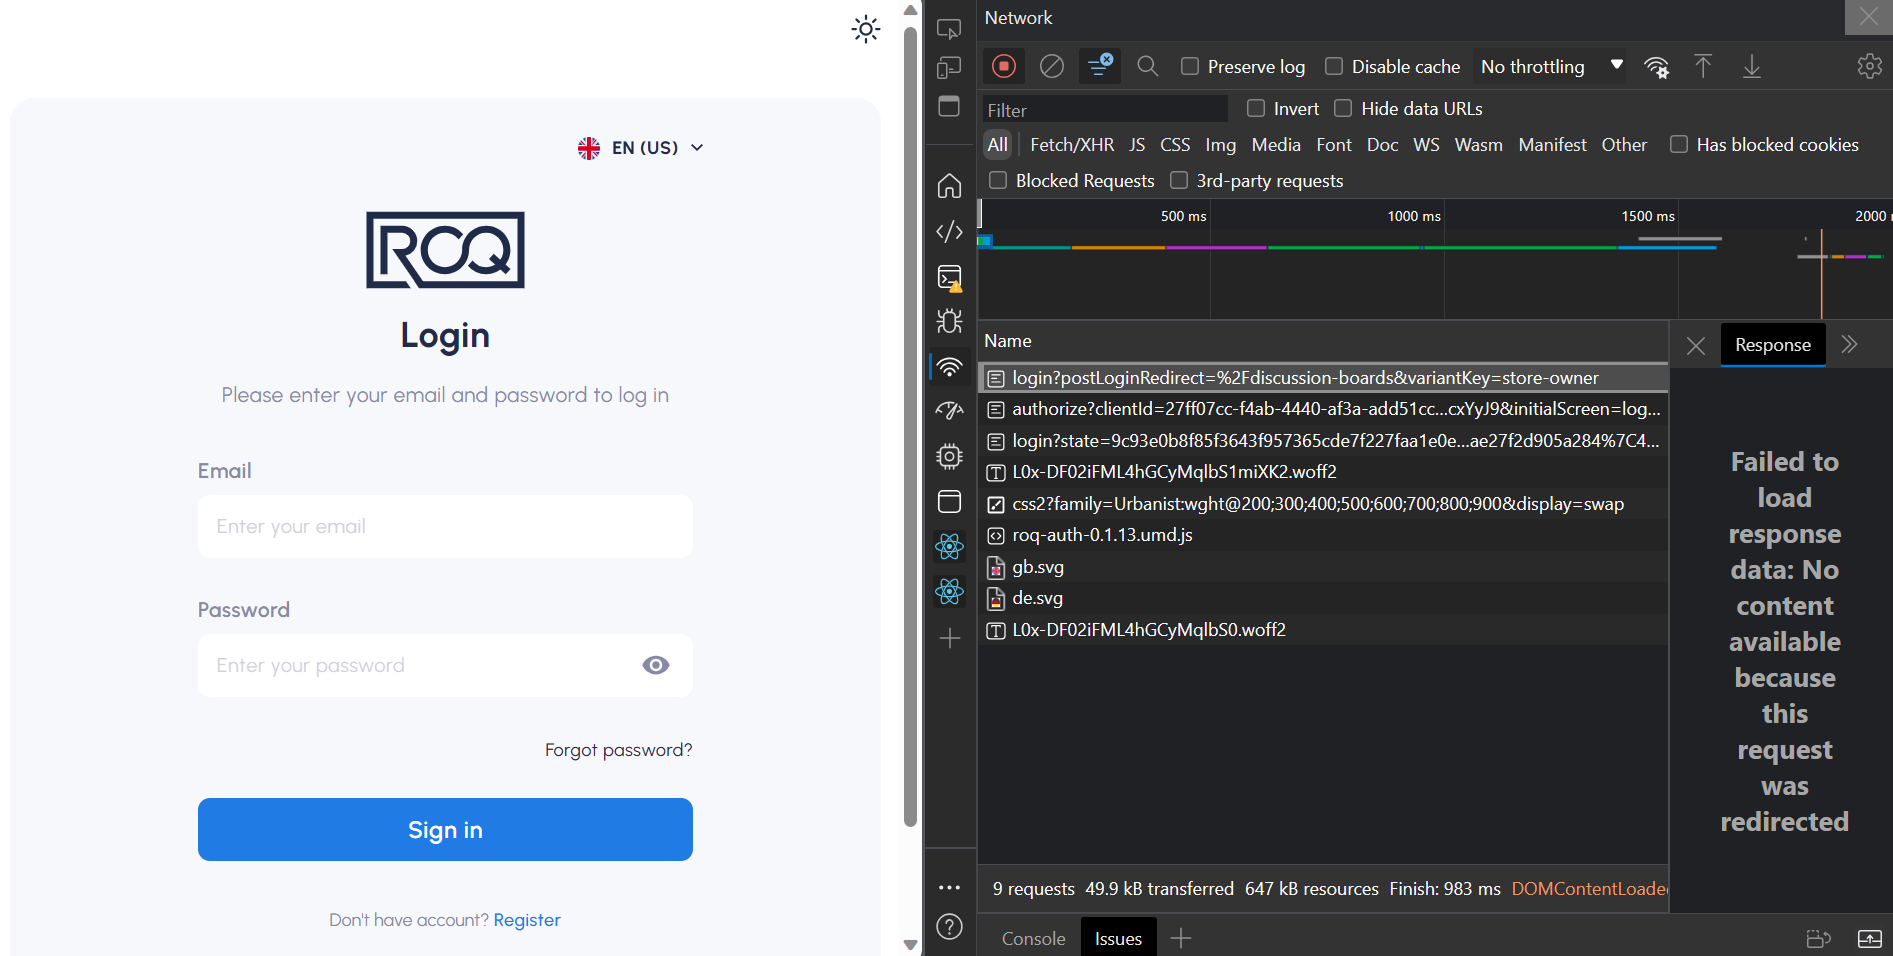 EN (US)
ROQ
Login
Please enter your email and password to log in
Email
Enter your email
Password
Enter your password
Forgot password?
Sign in
Don't have account? Register
Network
Preserve log
Disable cache
No throttling
Filter
Invert
Hide data URLs
All
Fetch/XHR
JS
CSS
Img
Media
Font
Doc
WS
Wasm
Manifest
Other
Has blocked cookies
Blocked Requests
3rd-party requests
500 ms
1000 ms
1500 ms
2000
Name
login?postLoginRedirect=%2Fdiscussion-boards&variantKey=store-owner
authorize?clientId=27ff07cc-f4ab-4440-af3a-add51cc...cxYyJ9&initialScreen=log...
login?state=9c93e0b8f85f3643f957365cde7f227faa1e0e...ae27f2d905a284%7C4...
L0x-DF02iFML4hGCyMqlbS1miXK2.woff2
css2?family=Urbanist:wght@200;300;400;500;600;700;800;900&display=swap
roq-auth-0.1.13.umd.js
gb.svg
de.svg
L0x-DF02iFML4hGCyMqlbS0.woff2
Response
Failed to
load
response
data: No
content
available
because
this
request
was
redirected
9 requests
49.9 kB transferred
647 kB resources
Finish: 983 ms
DOMContentLoade
Console
Issues